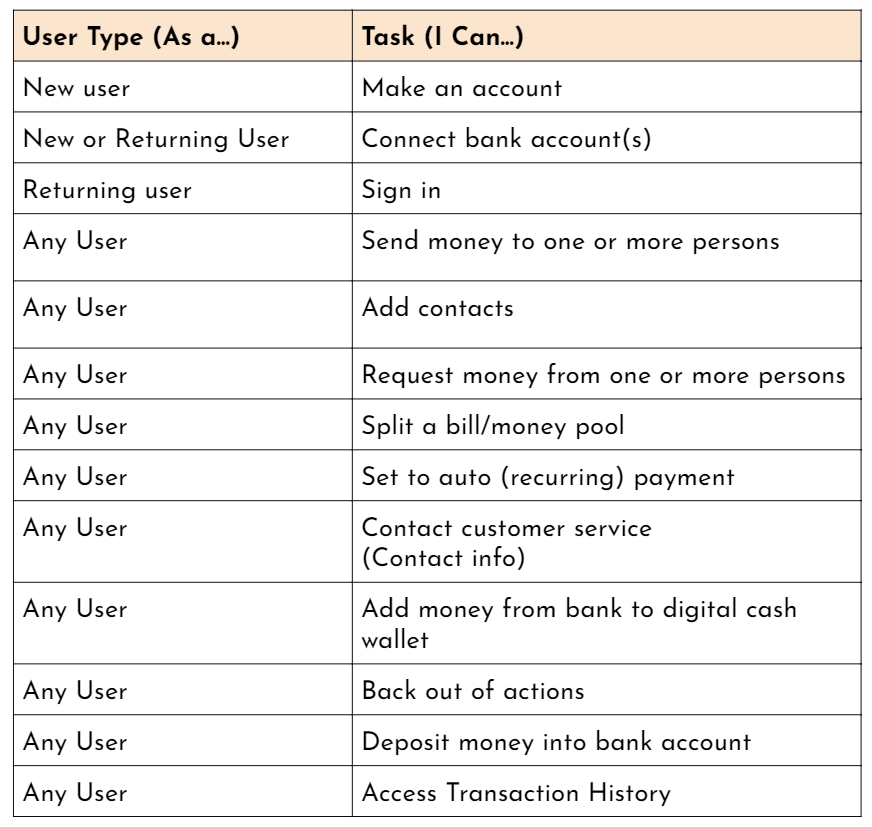 User Type (As a...) Task (I Can...)
New user Make an account
New or Returning User Connect bank account(s)
Returning user Sign in
Any User Send money to one or more persons
Any User Add contacts
Any User Request money from one or more persons
Any User Split a bill/money pool
Any User Set to auto (recurring) payment
Any User Contact customer service
(Contact info)
Any User Add money from bank to digital cash
wallet
Any User Back out of actions
Any User Deposit money into bank account
Any User Access Transaction History